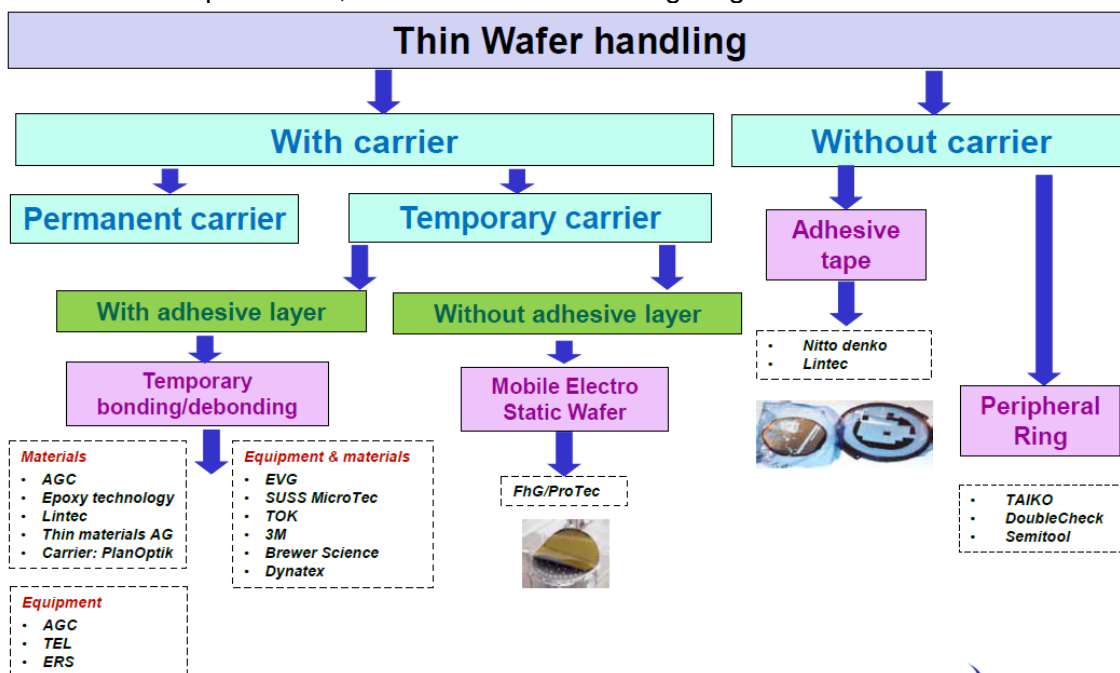 Thin Wafer handling
With carrier
Without carrier
Permanent carrier
Temporary carrier
Adhesive
tape
With adhesive layer
Without adhesive layer
• Nitto denko
• Lintec
Temporary
bonding/debonding
Mobile Electro
Static Wafer
Peripheral
Ring
Materials
• AGC
• Epoxy technology
• Lintec
• Thin materials AG
• Carrier: PlanOptik
Equipment & materials
• EVG
• SUSS MicroTec
• TOK
• 3M
• Brewer Science
• Dynatex
FhG/ProTec
• TAIKO
• DoubleCheck
• Semitool
Equipment
• AGC
• TEL
• ERS